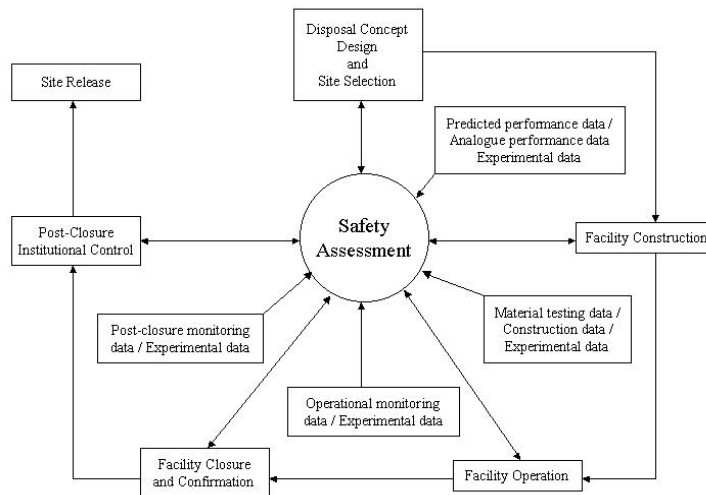 Disposal Concept
Design
and
Site Selection
Site Release
Predicted performance data /
Analogue performance data
Experimental data
Safety
Assessment
Post-Closure
Institutional Control
Facility Construction
Post-closure monitoring
data / Experimental data
Material testing data /
Construction data /
Experimental data
Operational monitoring
data / Experimental data
Facility Closure
and Confirmation
Facility Operation